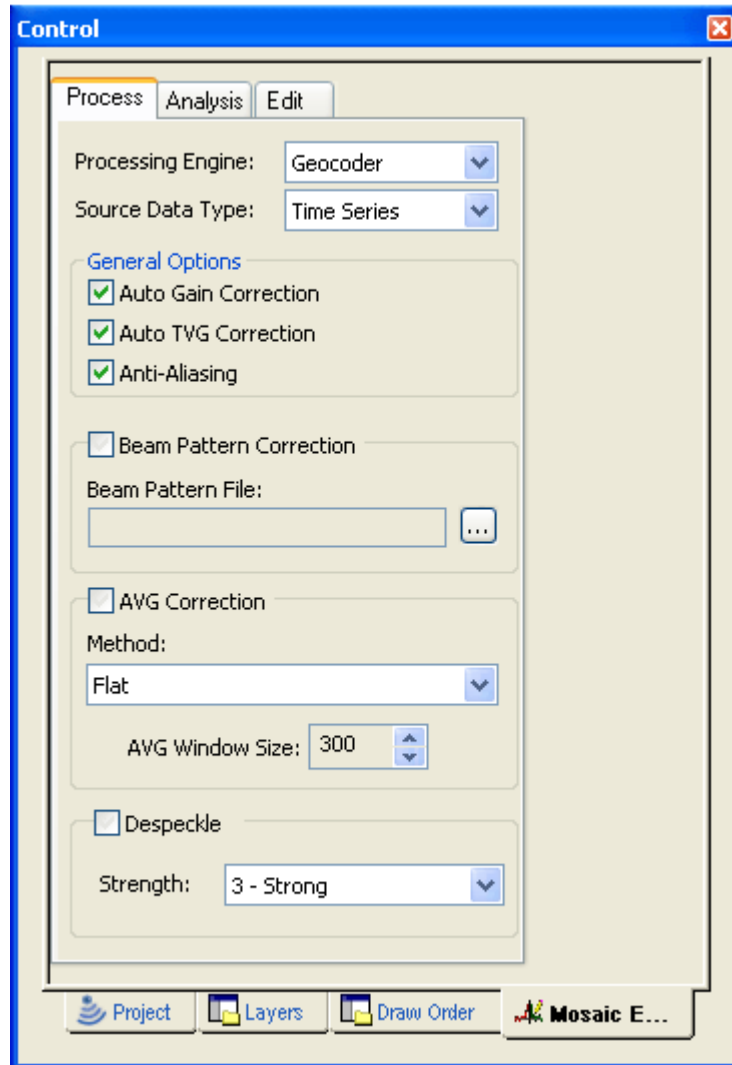 Control
Process Analysis Edit
Processing Engine: Geocoder
Source Data Type: Time Series
General Options
Auto Gain Correction
Auto TVG Correction
Anti-Aliasing
Beam Pattern Correction
Beam Pattern File:
...
AVG Correction
Method:
Flat
AVG Window Size: 300
Despeckle
Strength: 3 - Strong
Project Layers Draw Order Mosaic E...